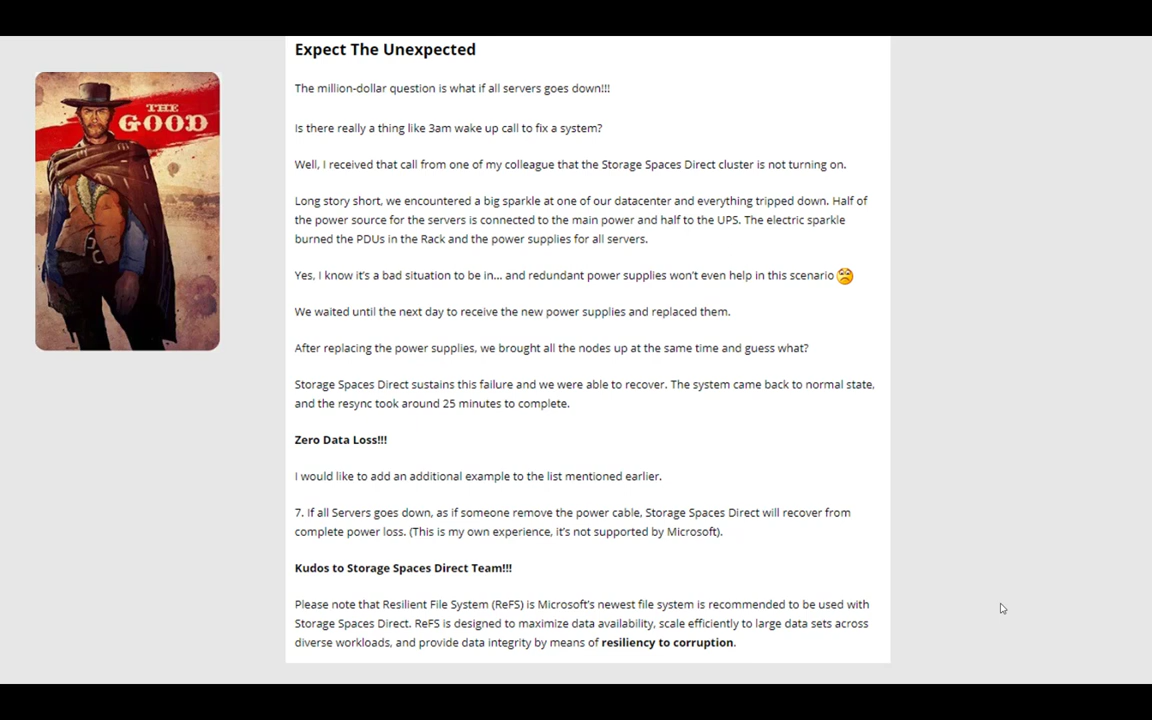 Expect The Unexpected
THE
GOOD
The million-dollar question is what if all servers goes down!!!
Is there really a thing like 3am wake up call to fix a system?
Well, I received that call from one of my colleague that the Storage Spaces Direct cluster is not turning on.
Long story short, we encountered a big sparkle at one of our datacenter and everything tripped down. Half of
the power source for the servers is connected to the main power and half to the UPS. The electric sparkle
burned the PDUs in the Rack and the power supplies for all servers.
Yes, I know it's a bad situation to be in... and redundant power supplies won't even help in this scenario
We waited until the next day to receive the new power supplies and replaced them.
After replacing the power supplies, we brought all the nodes up at the same time and guess what?
Storage Spaces Direct sustains this failure and we were able to recover. The system came back to normal state,
and the resync took around 25 minutes to complete.
Zero Data Loss!!!
I would like to add an additional example to the list mentioned earlier.
7. If all Servers goes down, as if someone remove the power cable, Storage Spaces Direct will recover from
complete power loss. (This is my own experience, it's not supported by Microsoft).
Kudos to Storage Spaces Direct Team!!!
Please note that Resilient File System (ReFS) is Microsoft's newest file system is recommended to be used with
Storage Spaces Direct. ReFS is designed to maximize data availability, scale efficiently to large data sets across
diverse workloads, and provide data integrity by means of resiliency to corruption.